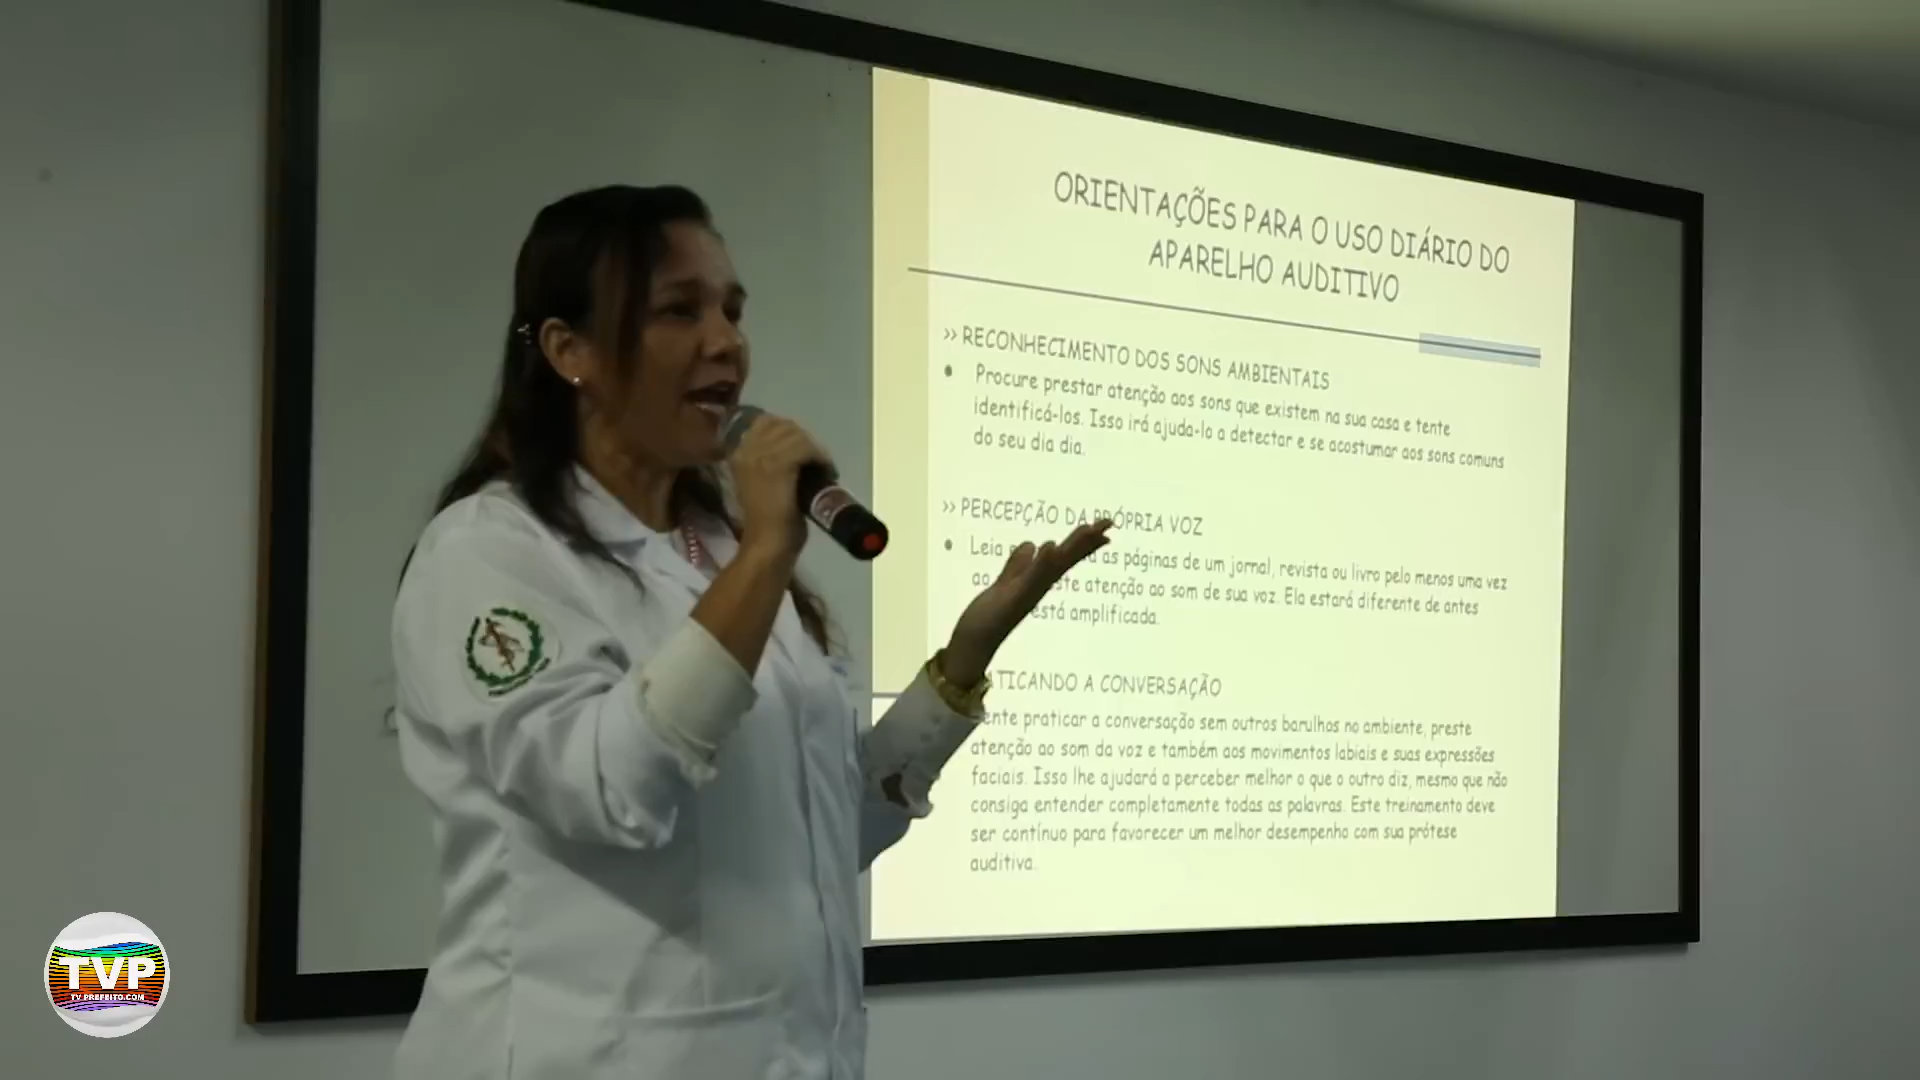 ORIENTAÇÕES PARA O USO DIÁRIO DO
APARELHO AUDITIVO
>> RECONHECIMENTO DOS SONS AMBIENTAIS
• Procure prestar atenção aos sons que existem na sua casa e tente
identificá-los. Isso irá ajuda-lo a detectar e se acostumar aos sons comuns
do seu dia dia.
>> PERCEPÇÃO DA PRÓPRIA VOZ
• Leia as páginas de um jornal, revista ou livro pelo menos uma vez
ao atenção ao som de sua voz. Ela estará diferente de antes
está amplificada.
ATICANDO A CONVERSAÇÃO
ente praticar a conversação sem outros barulhos no ambiente, preste
atenção ao som da voz e também aos movimentos labiais e suas expressões
faciais. Isso lhe ajudará a perceber melhor o que o outro diz, mesmo que não
consiga entender completamente todas as palavras. Este treinamento deve
ser contínuo para favorecer um melhor desempenho com sua prótese
auditiva.
TVP
TV PREFEITO.COM